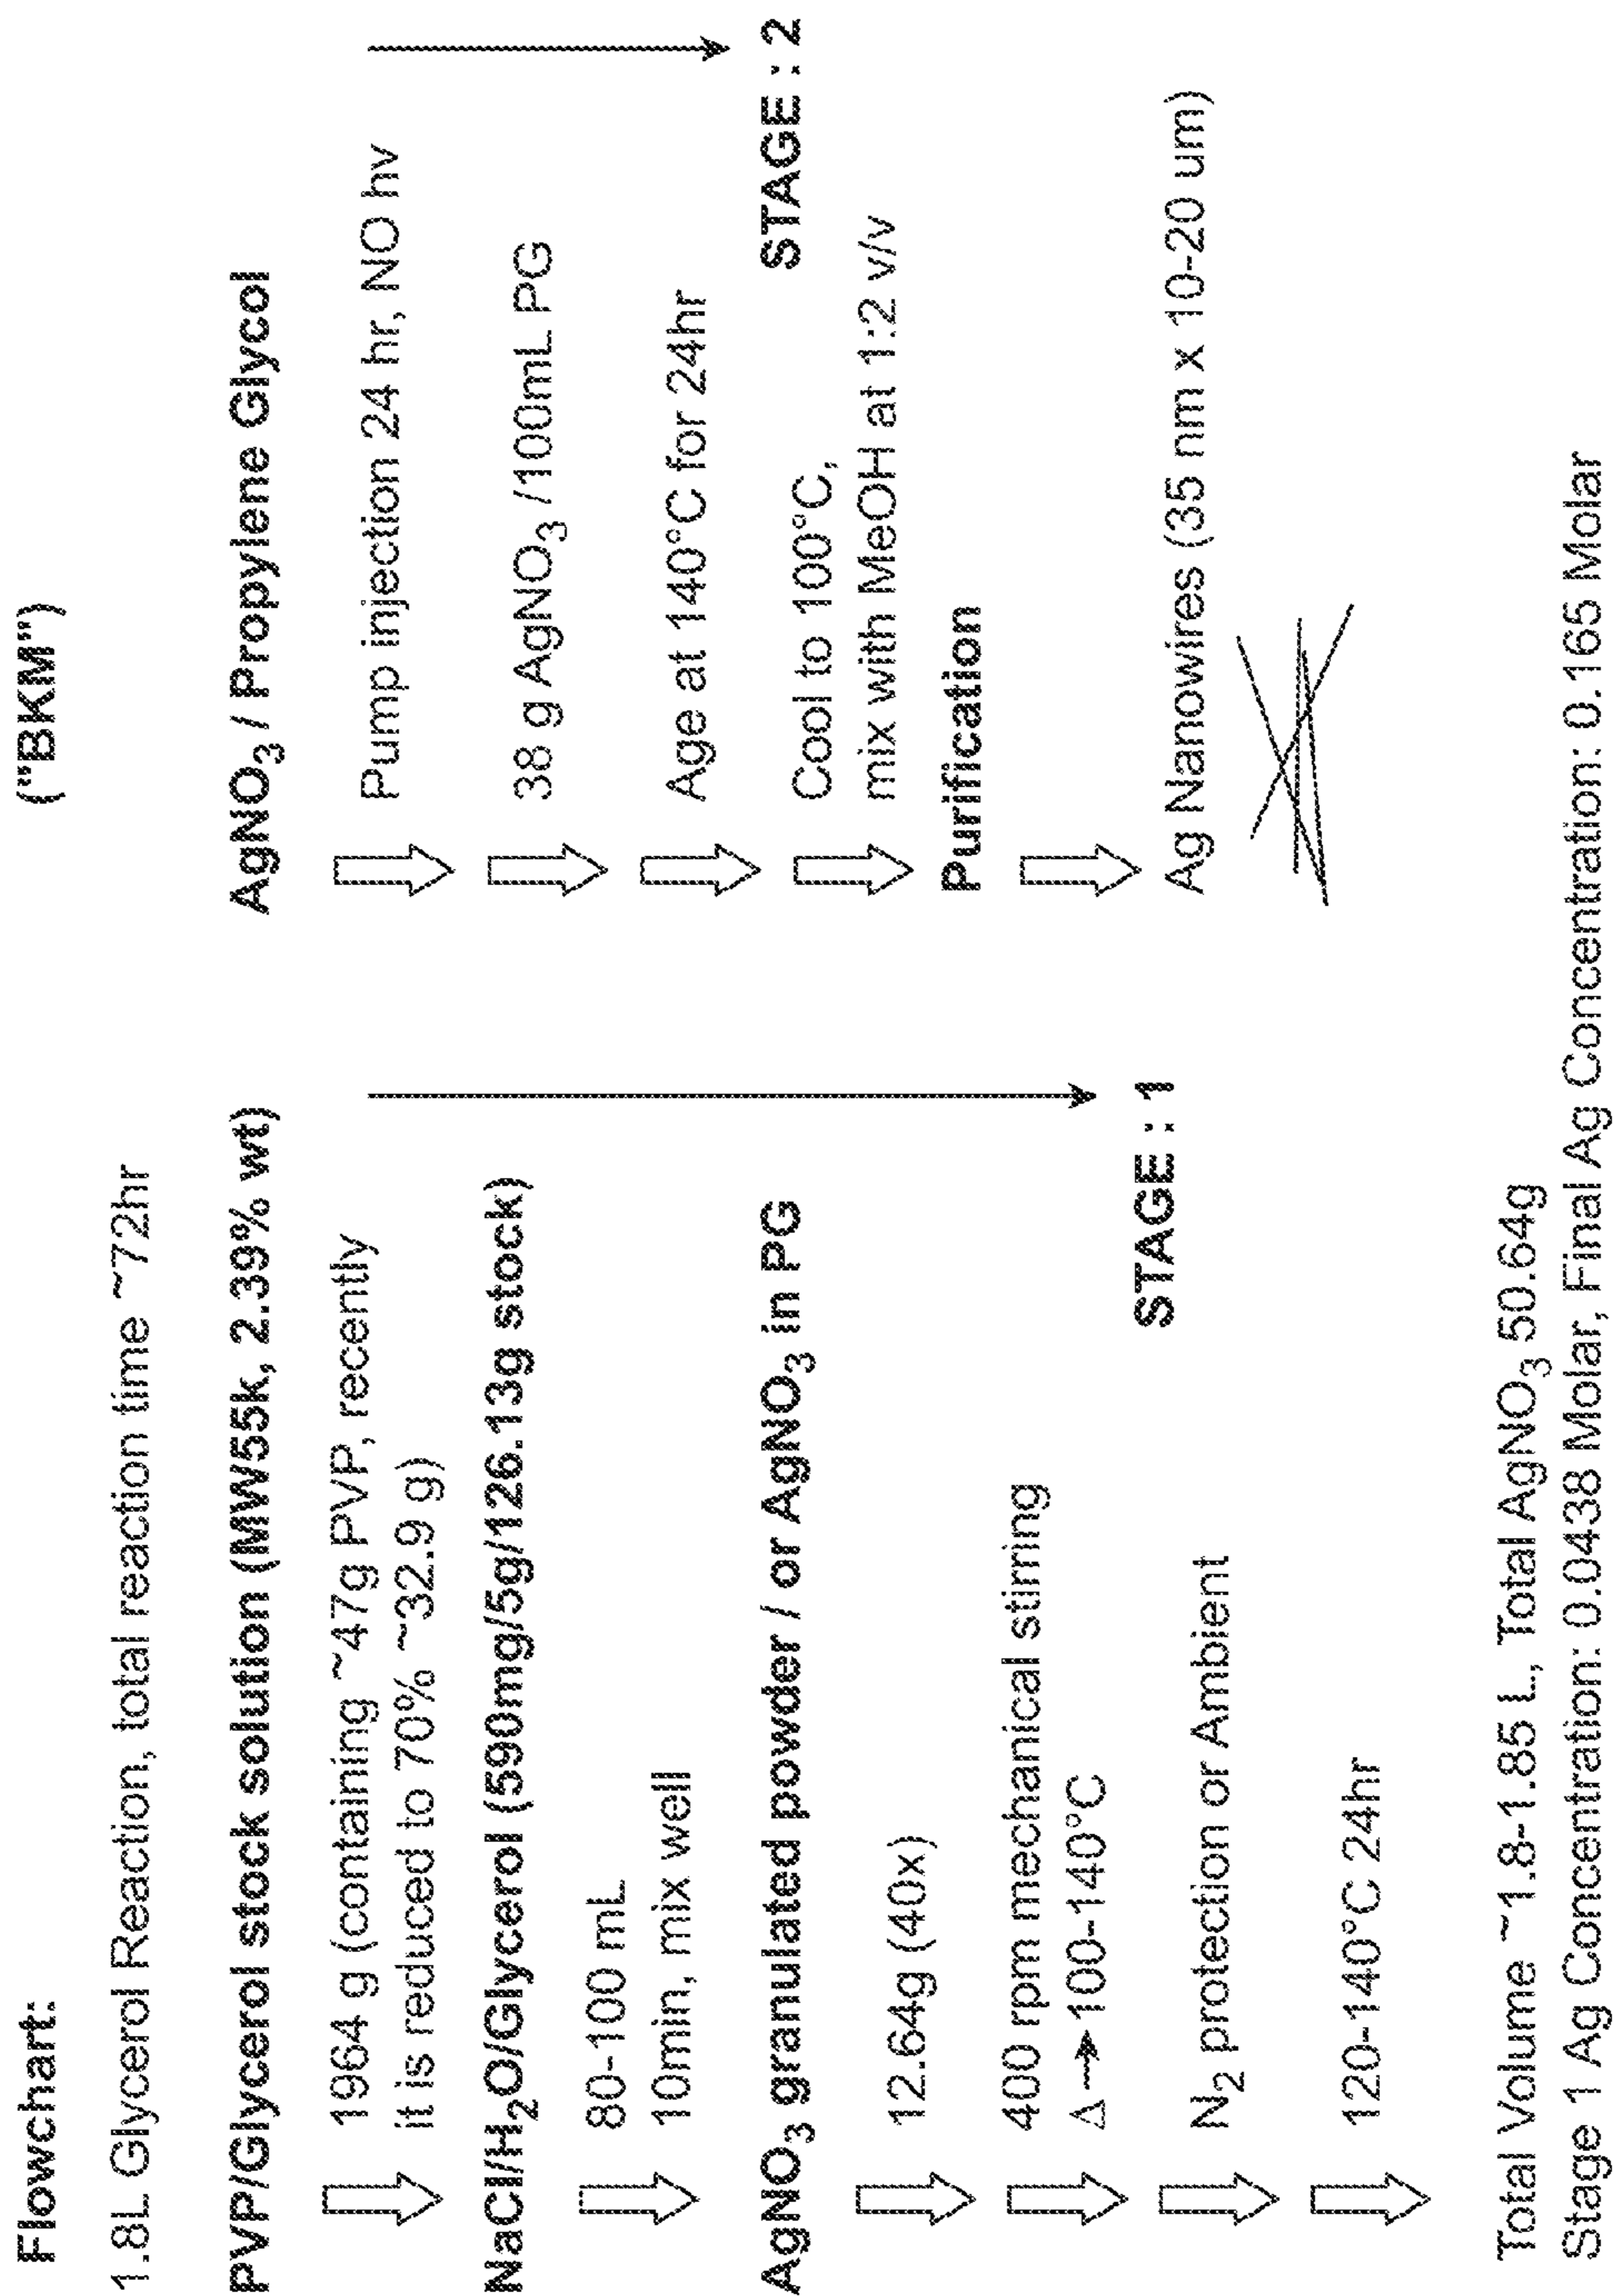 Flowchart:
("BKM")
1.8L Glycerol Reaction, total reaction time ~72hr
PVP/Glycerol stock solution (MW55k, 2.39% wt)
1964 g (containing ~47g PVP, recently
it is reduced to 70% ~32.9 g)
NaCl/H₂O/Glycerol (590mg/5g/126.13g stock)
80-100 mL
10min, mix well
AgNO₃ granulated powder / or AgNO₃ in PG
12.64g (40x)
400 rpm mechanical stirring
Δ→100-140°C
N₂ protection or Ambient
120-140°C 24hr
STAGE : 1
AgNO₃ / Propylene Glycol
Pump injection 24 hr, NO hv
38 g AgNO₃ /100mL PG
Age at 140°C for 24hr
STAGE : 2
Cool to 100°C,
mix with MeOH at 1:2 v/v
Purification
Ag Nanowires (35 nm x 10-20 um)
Total Volume ~1.8-1.85 L, Total AgNO₃ 50.64g
Stage 1 Ag Concentration: 0.0438 Molar, Final Ag Concentration: 0.165 Molar